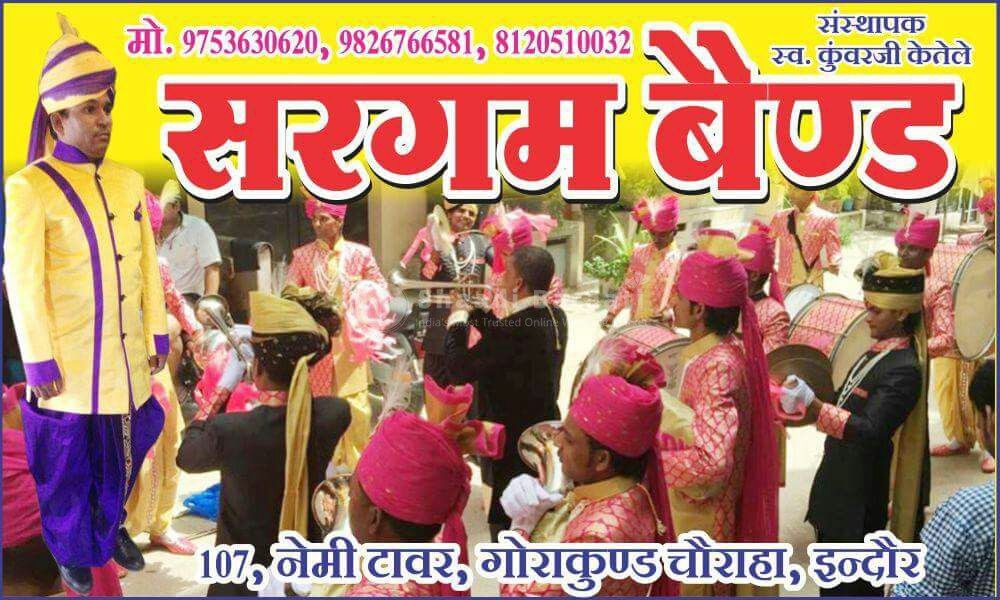 मो. 9753630620, 9826766581, 8120510032
संस्थापक
स्व. कुंवरजी केतेले
सरगम बैण्ड
107, नेमी टावर, गोराकुण्ड चौराहा, इन्दौर